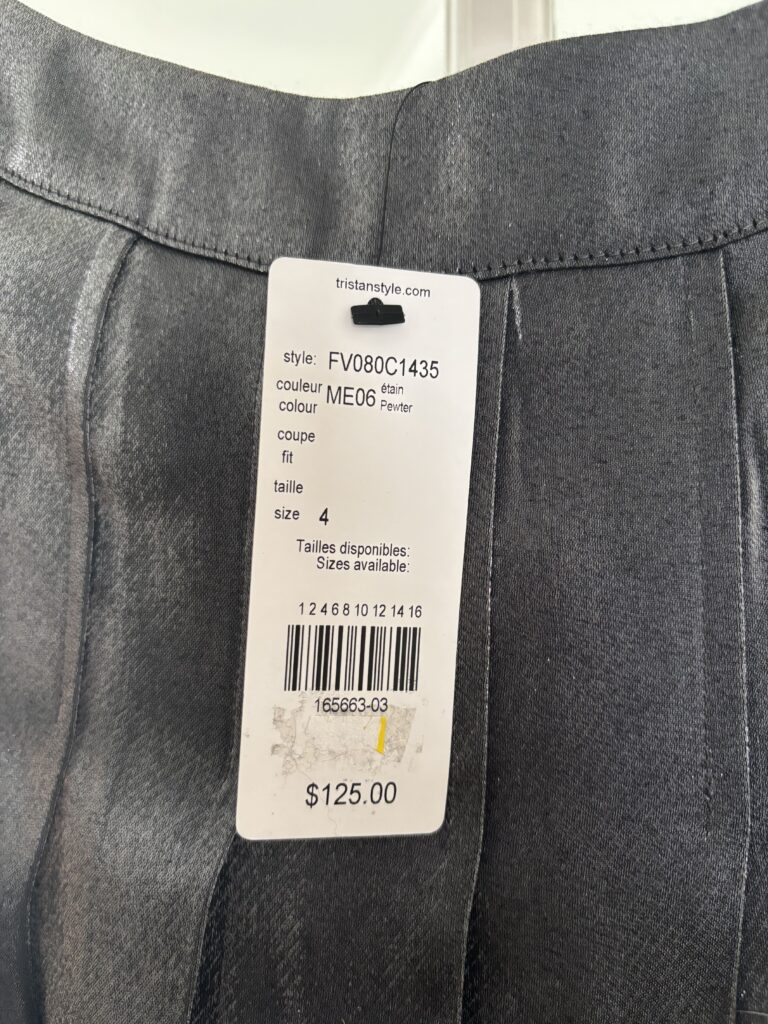 tristanstyle.com
style: FV080C1435
couleur ME06 étain
colour Pewter
coupe
fit
taille
size 4
Tailles disponibles:
Sizes available:
1 2 4 6 8 10 12 14 16
165663-03
$125.00